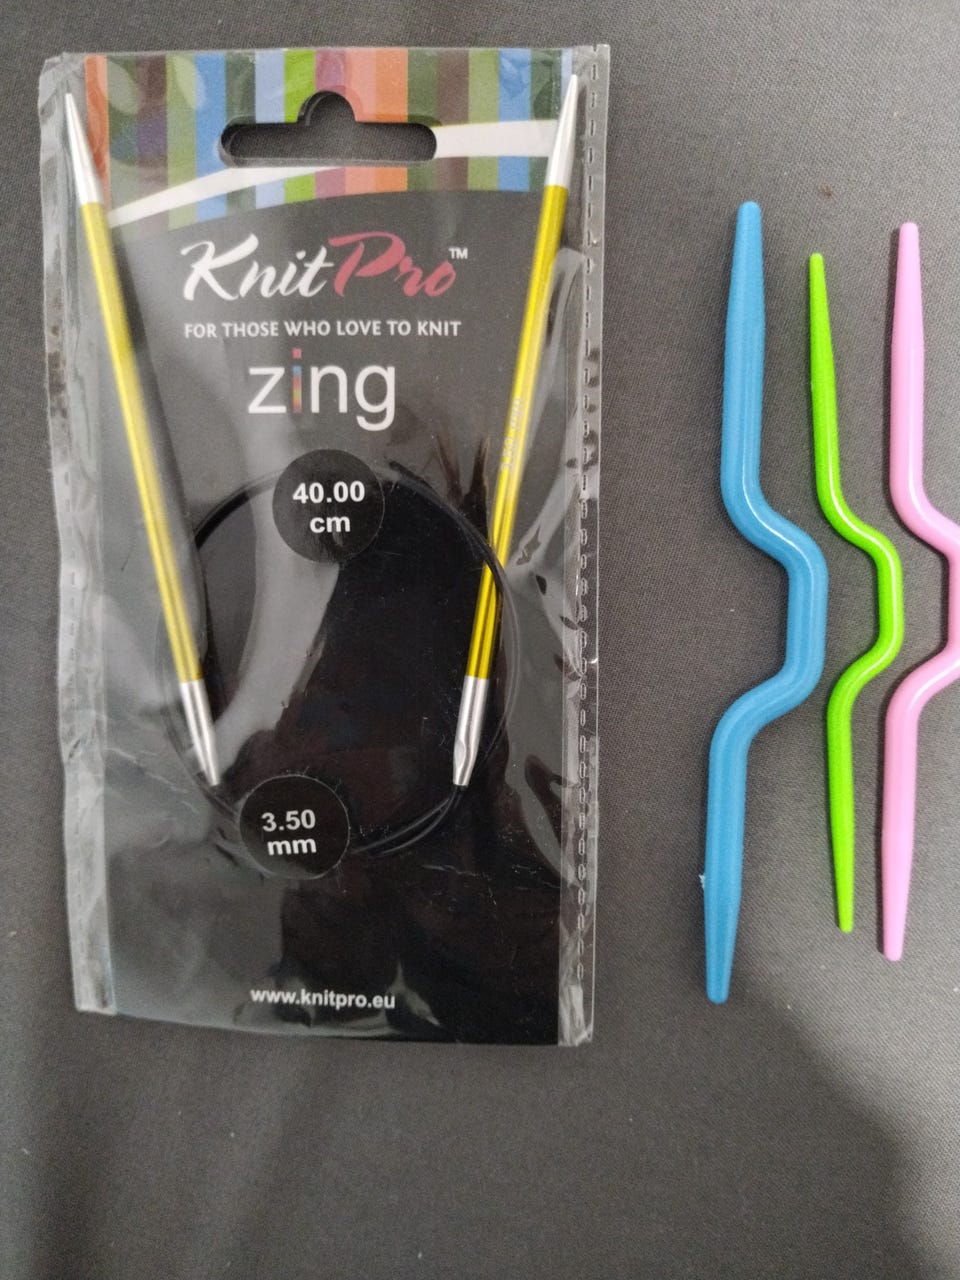 KnitPro™
FOR THOSE WHO LOVE TO KNIT
zing
40.00
cm
3.50
mm
www.knitpro.eu